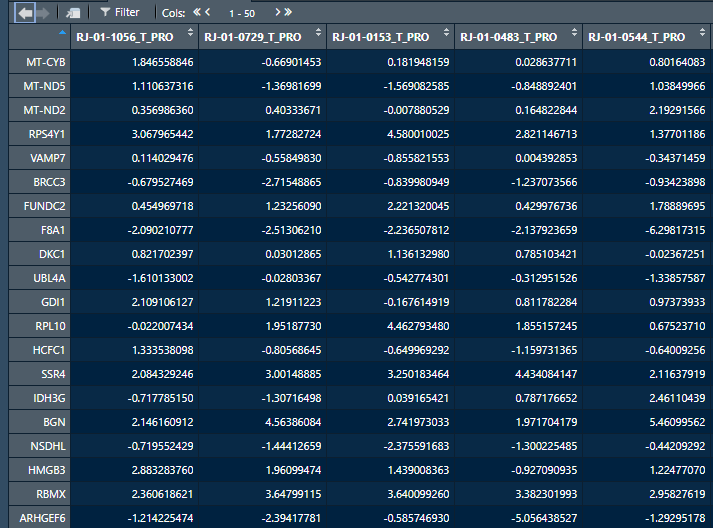 Filter Cols: « < 1 - 50 > »
RJ-01-1056_T_PRO RJ-01-0729_T_PRO RJ-01-0153_T_PRO RJ-01-0483_T_PRO RJ-01-0544_T_PRO
MT-CYB 1.846558846 -0.66901453 0.181948159 0.028637711 0.80164083
MT-ND5 1.110637316 -1.36981699 -1.569082585 -0.848892401 1.03849966
MT-ND2 0.356986360 0.40333671 -0.007880529 0.164822844 2.19291566
RPS4Y1 3.067965442 1.77282724 4.580010025 2.821146713 1.37701186
VAMP7 0.114029476 -0.55849830 -0.855821553 0.004392853 -0.34371459
BRCC3 -0.679527469 -2.71548865 -0.839980949 -1.237073566 -0.93423898
FUNDC2 0.454969718 1.23256090 2.221320045 0.429976736 1.78889695
F8A1 -2.090210777 -2.51306210 -2.236507812 -2.137923659 -6.29817315
DKC1 0.821702397 0.03012865 1.136132980 0.785103421 -0.02367251
UBL4A -1.610133002 -0.02803367 -0.542774301 -0.312951526 -1.33857587
GDI1 2.109106127 1.21911223 -0.167614919 0.811782284 0.97373933
RPL10 -0.022007434 1.95187730 4.462793480 1.855157245 0.67523710
HCFC1 1.333538098 -0.80568645 -0.649969292 -1.159731365 -0.64009256
SSR4 2.084329246 3.00148885 3.250183464 4.434084147 2.11637919
IDH3G -0.717785150 -1.30716498 0.039165421 0.787176652 2.46110439
BGN 2.146160912 4.56386084 2.741973033 1.971704179 5.46099562
NSDHL -0.719552429 -1.44412659 -2.375591683 -1.300225485 -0.44209292
HMGB3 2.883283760 1.96099474 1.439008363 -0.927090935 1.22477070
RBMX 2.360618621 3.64799115 3.640099260 3.382301993 2.95827619
ARHGEF6 -1.214225474 -2.39417781 -0.585746930 -5.056438527 -1.29295178